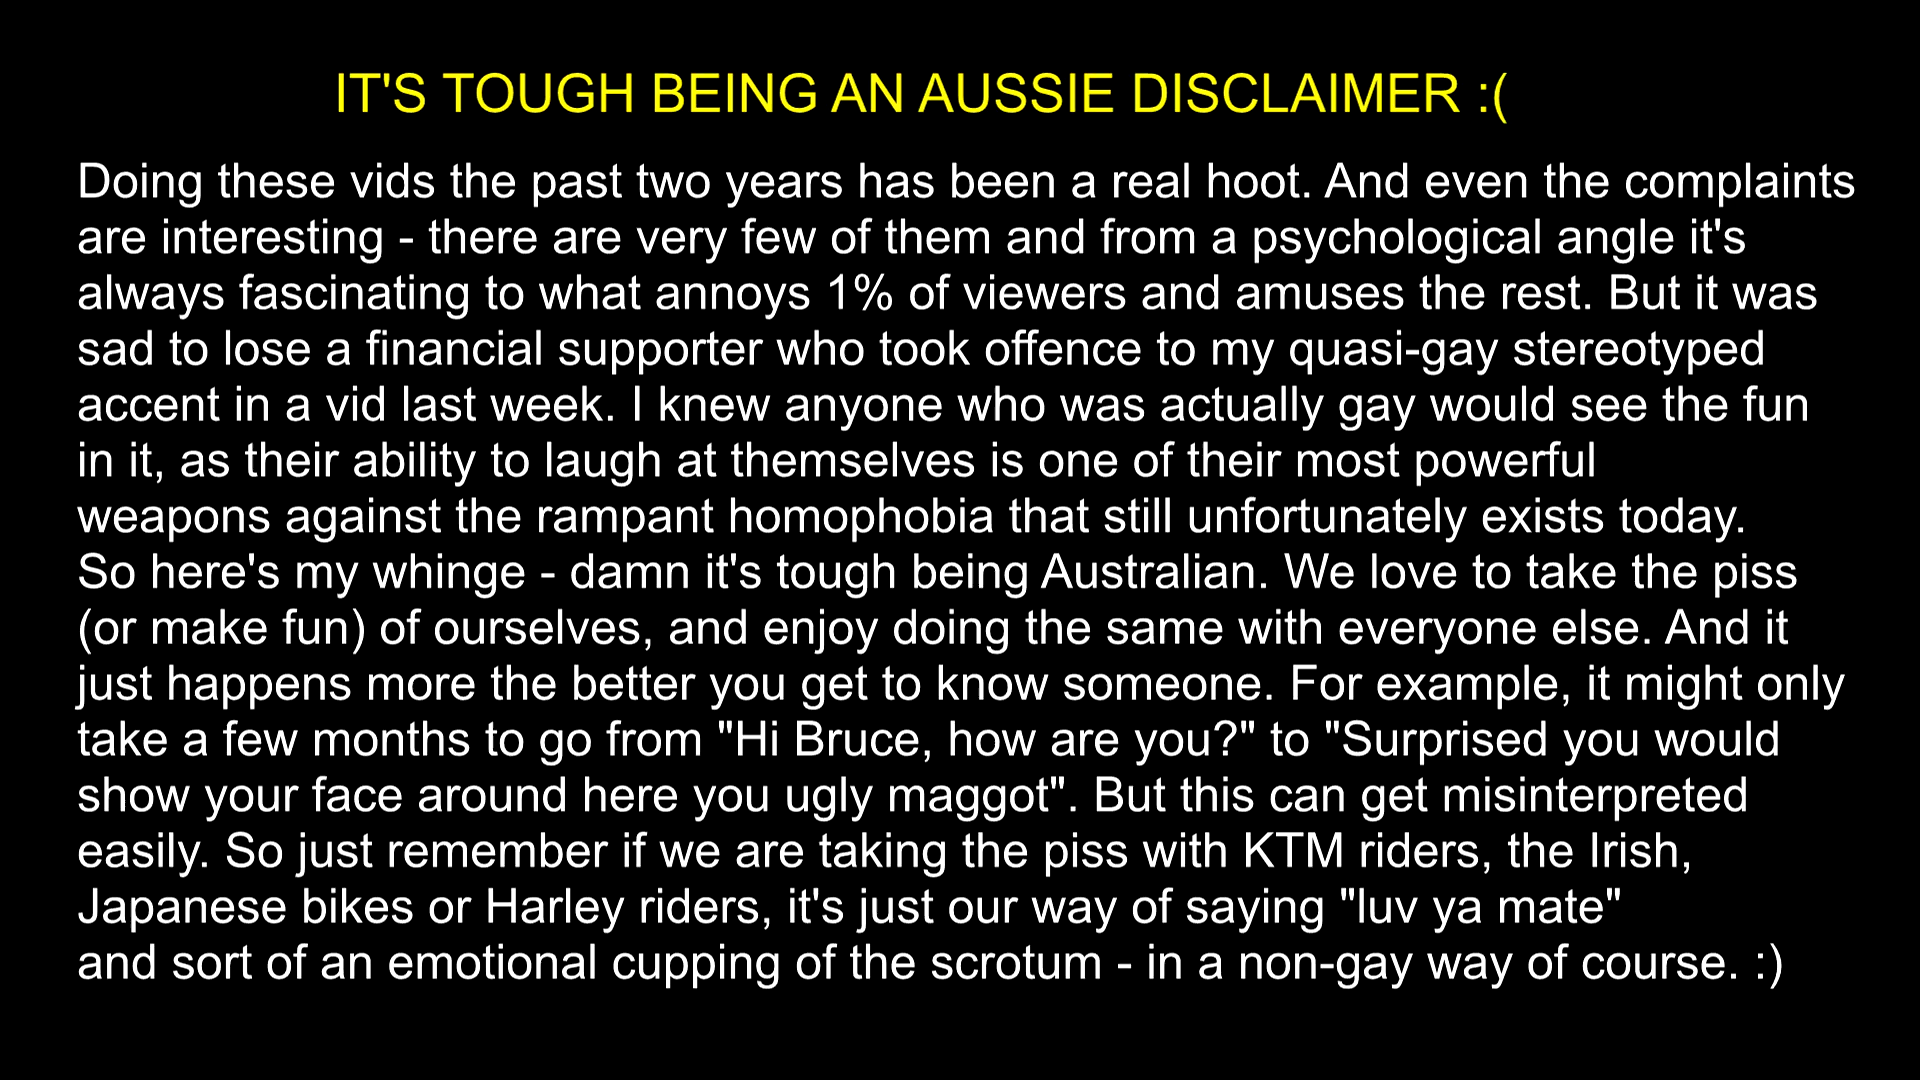 IT'S TOUGH BEING AN AUSSIE DISCLAIMER :(
Doing these vids the past two years has been a real hoot. And even the complaints
are interesting - there are very few of them and from a psychological angle it's
always fascinating to what annoys 1% of viewers and amuses the rest. But it was
sad to lose a financial supporter who took offence to my quasi-gay stereotyped
accent in a vid last week. I knew anyone who was actually gay would see the fun
in it, as their ability to laugh at themselves is one of their most powerful
weapons against the rampant homophobia that still unfortunately exists today.
So here's my whinge - damn it's tough being Australian. We love to take the piss
(or make fun) of ourselves, and enjoy doing the same with everyone else. And it
just happens more the better you get to know someone. For example, it might only
take a few months to go from "Hi Bruce, how are you?" to "Surprised you would
show your face around here you ugly maggot". But this can get misinterpreted
easily. So just remember if we are taking the piss with KTM riders, the Irish,
Japanese bikes or Harley riders, it's just our way of saying "luv ya mate"
and sort of an emotional cupping of the scrotum - in a non-gay way of course. :)